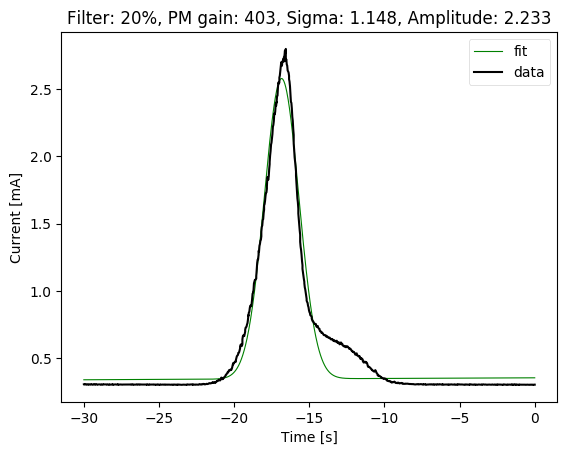 Filter: 20%, PM gain: 403, Sigma: 1.148, Amplitude: 2.233
fit
data
2.5
2.0
1.5
1.0
0.5
Current [mA]
−30 −25 −20 −15 −10 −5 0
Time [s]